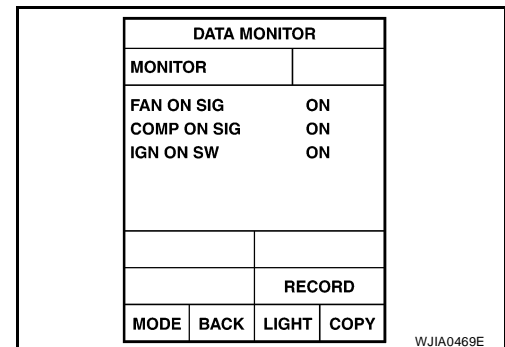 DATA MONITOR
MONITOR
FAN ON SIG ON
COMP ON SIG ON
IGN ON SW ON
RECORD
MODE BACK LIGHT COPY
WJIA0469E